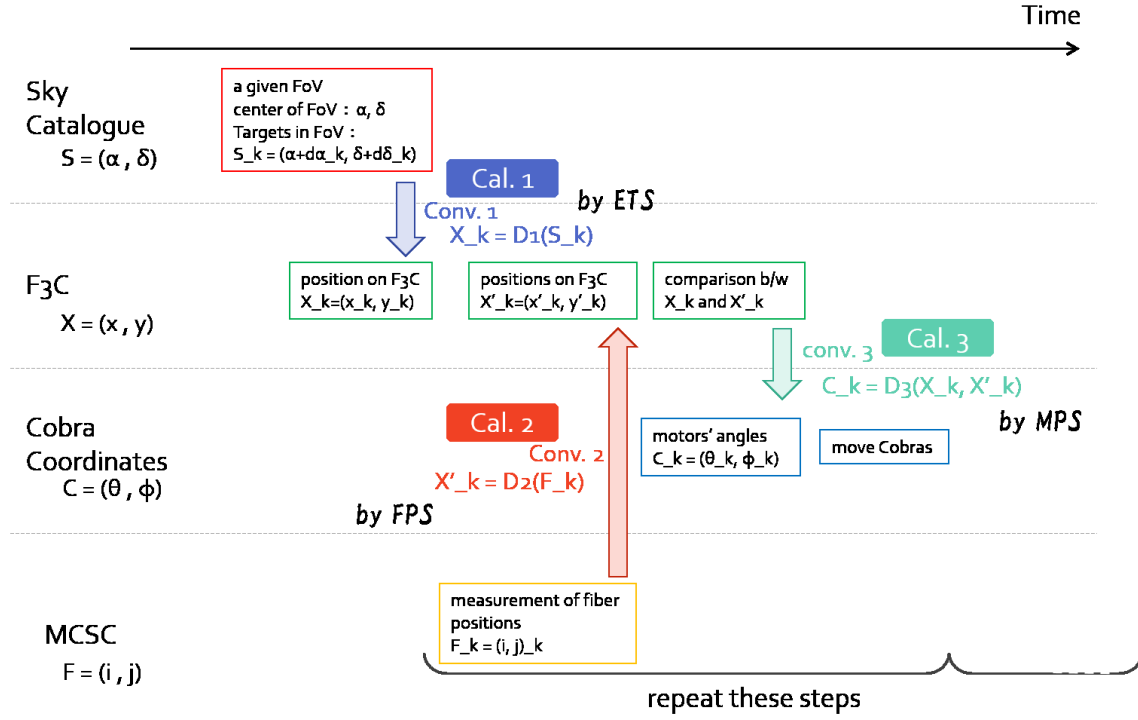 Time
Sky
Catalogue
S = (α , δ)
a given FoV
center of FoV : α, δ
Targets in FoV :
S_k = (α+dα_k, δ+dδ_k)
Cal. 1
by ETS
Conv. 1
X_k = D1(S_k)
F3C
X = (x , y)
position on F3C
X_k=(x_k, y_k)
positions on F3C
X'_k=(x'_k, y'_k)
comparison b/w
X_k and X'_k
Cal. 3
conv. 3
C_k = D3(X_k, X'_k)
by MPS
Cobra
Coordinates
C = (θ , ϕ)
Cal. 2
Conv. 2
X'_k = D2(F_k)
by FPS
motors' angles
C_k = (θ_k, ϕ_k)
move Cobras
MCSC
F = (i , j)
measurement of fiber
positions
F_k = (i, j)_k
repeat these steps